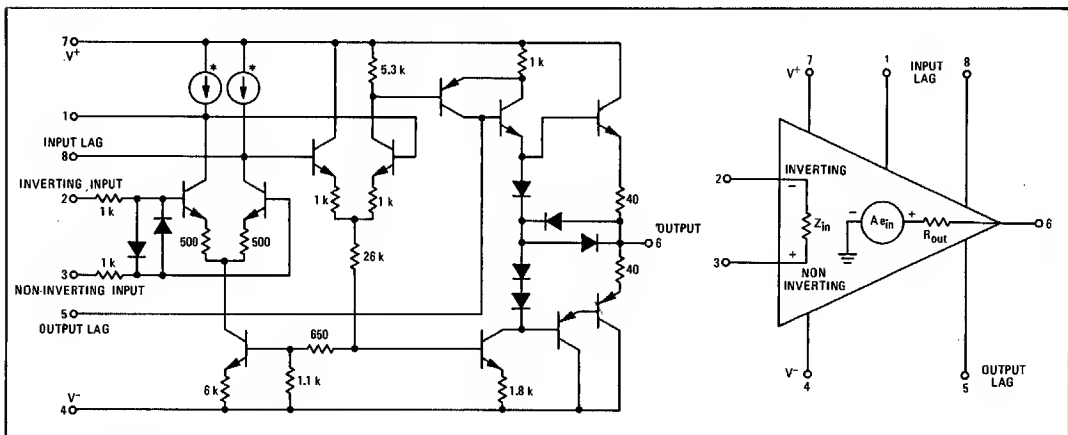 7
V+
*
*
5.3 k
1 k
1
INPUT LAG
8
INVERTING INPUT
2
1 k
500
500
1 k
1 k
40
OUTPUT
6
3
1 k
NON-INVERTING INPUT
26 k
40
5
OUTPUT LAG
650
6 k
1.1 k
1.8 k
V-
4
7
V+
1
INPUT
LAG
8
2
INVERTING
-
Zin
- Aein +
Rout
6
3
+
NON
INVERTING
V-
4
OUTPUT
LAG
5